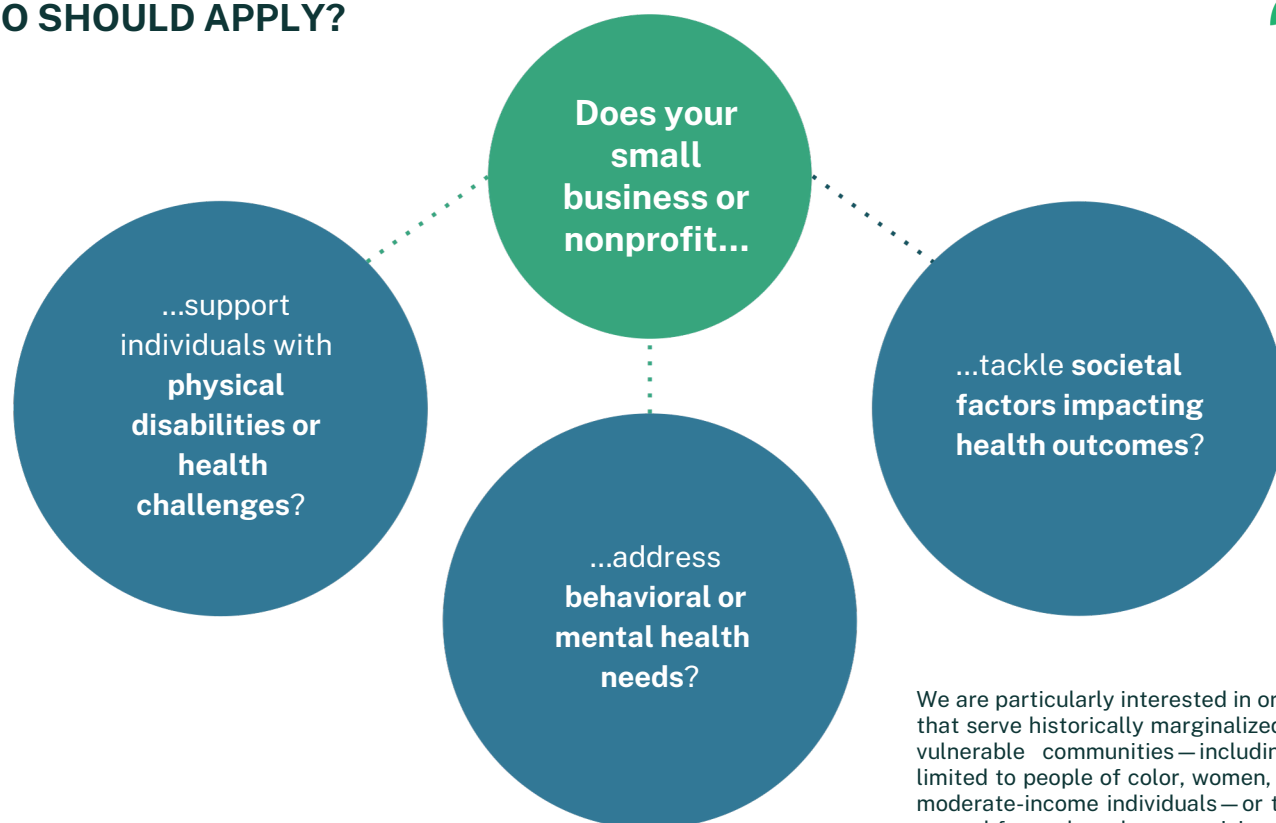 O SHOULD APPLY?
Does your
small
business or
nonprofit...
...support
individuals with
physical
disabilities or
health
challenges?
...address
behavioral or
mental health
needs?
...tackle societal
factors impacting
health outcomes?
We are particularly interested in
that serve historically marginalized
vulnerable communities—including
limited to people of color, women,
moderate-income individuals—or